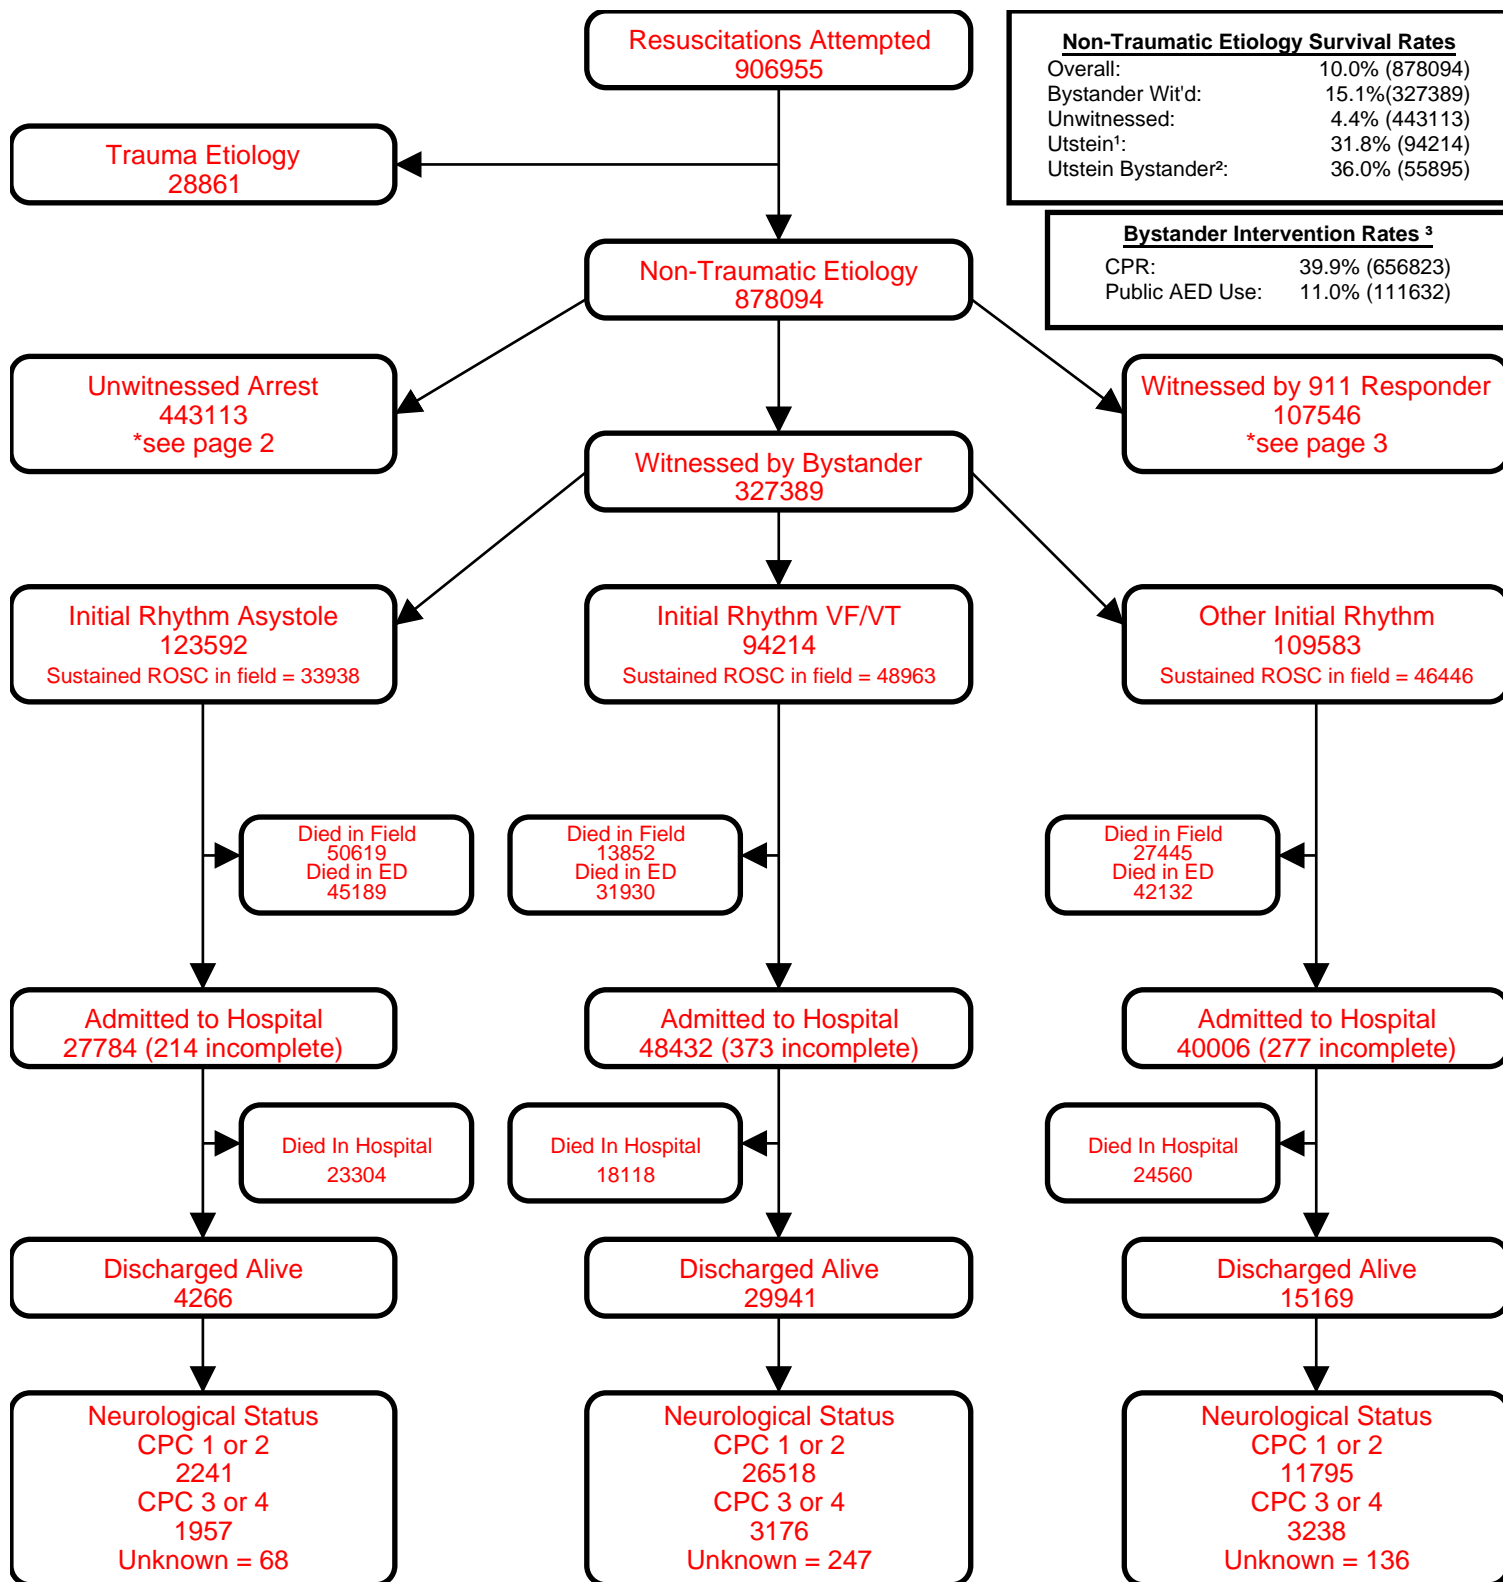 Resuscitations Attempted
906955
Non-Traumatic Etiology Survival Rates
Overall: 10.0% (878094)
Bystander Wit'd: 15.1%(327389)
Unwitnessed: 4.4% (443113)
Utstein¹: 31.8% (94214)
Utstein Bystander²: 36.0% (55895)
Trauma Etiology
28861
Bystander Intervention Rates ³
CPR: 39.9% (656823)
Public AED Use: 11.0% (111632)
Non-Traumatic Etiology
878094
Unwitnessed Arrest
443113
*see page 2
Witnessed by Bystander
327389
Witnessed by 911 Responder
107546
*see page 3
Initial Rhythm Asystole
123592
Sustained ROSC in field = 33938
Initial Rhythm VF/VT
94214
Sustained ROSC in field = 48963
Other Initial Rhythm
109583
Sustained ROSC in field = 46446
Died in Field
50619
Died in ED
45189
Died in Field
13852
Died in ED
31930
Died in Field
27445
Died in ED
42132
Admitted to Hospital
27784 (214 incomplete)
Admitted to Hospital
48432 (373 incomplete)
Admitted to Hospital
40006 (277 incomplete)
Died In Hospital
23304
Died In Hospital
18118
Died In Hospital
24560
Discharged Alive
4266
Discharged Alive
29941
Discharged Alive
15169
Neurological Status
CPC 1 or 2
2241
CPC 3 or 4
1957
Unknown = 68
Neurological Status
CPC 1 or 2
26518
CPC 3 or 4
3176
Unknown = 247
Neurological Status
CPC 1 or 2
11795
CPC 3 or 4
3238
Unknown = 136